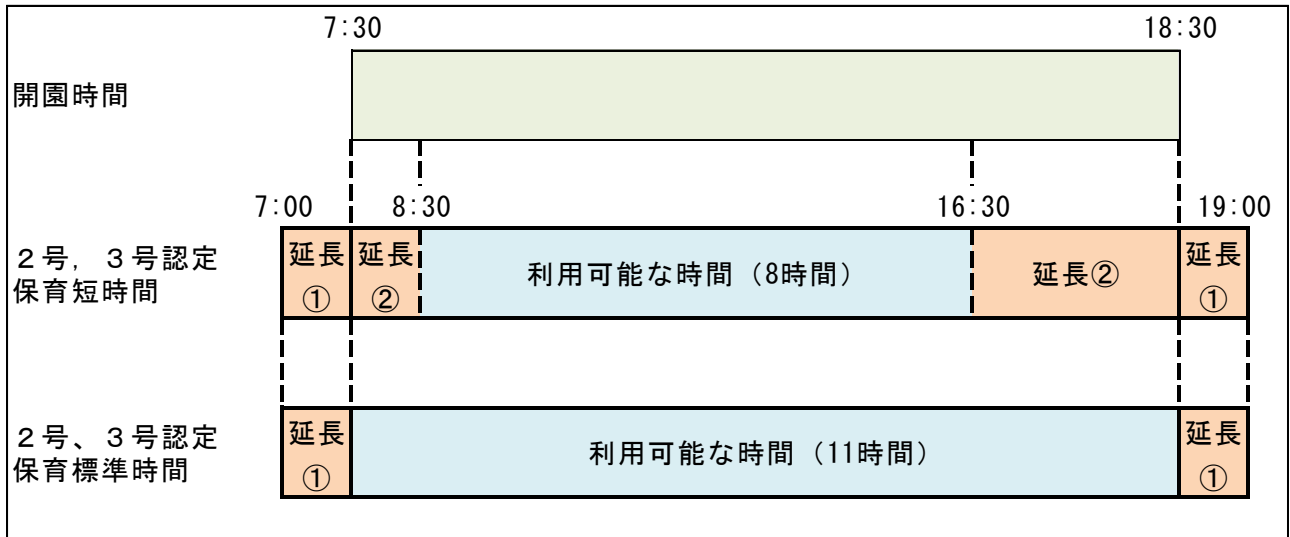 7:30 18:30
開園時間
7:00 8:30 16:30 19:00
２号，３号認定
保育短時間
延長
①
延長
②
利用可能な時間（8時間）
延長②
延長
①
２号、３号認定
保育標準時間
延長
①
利用可能な時間（11時間）
延長
①